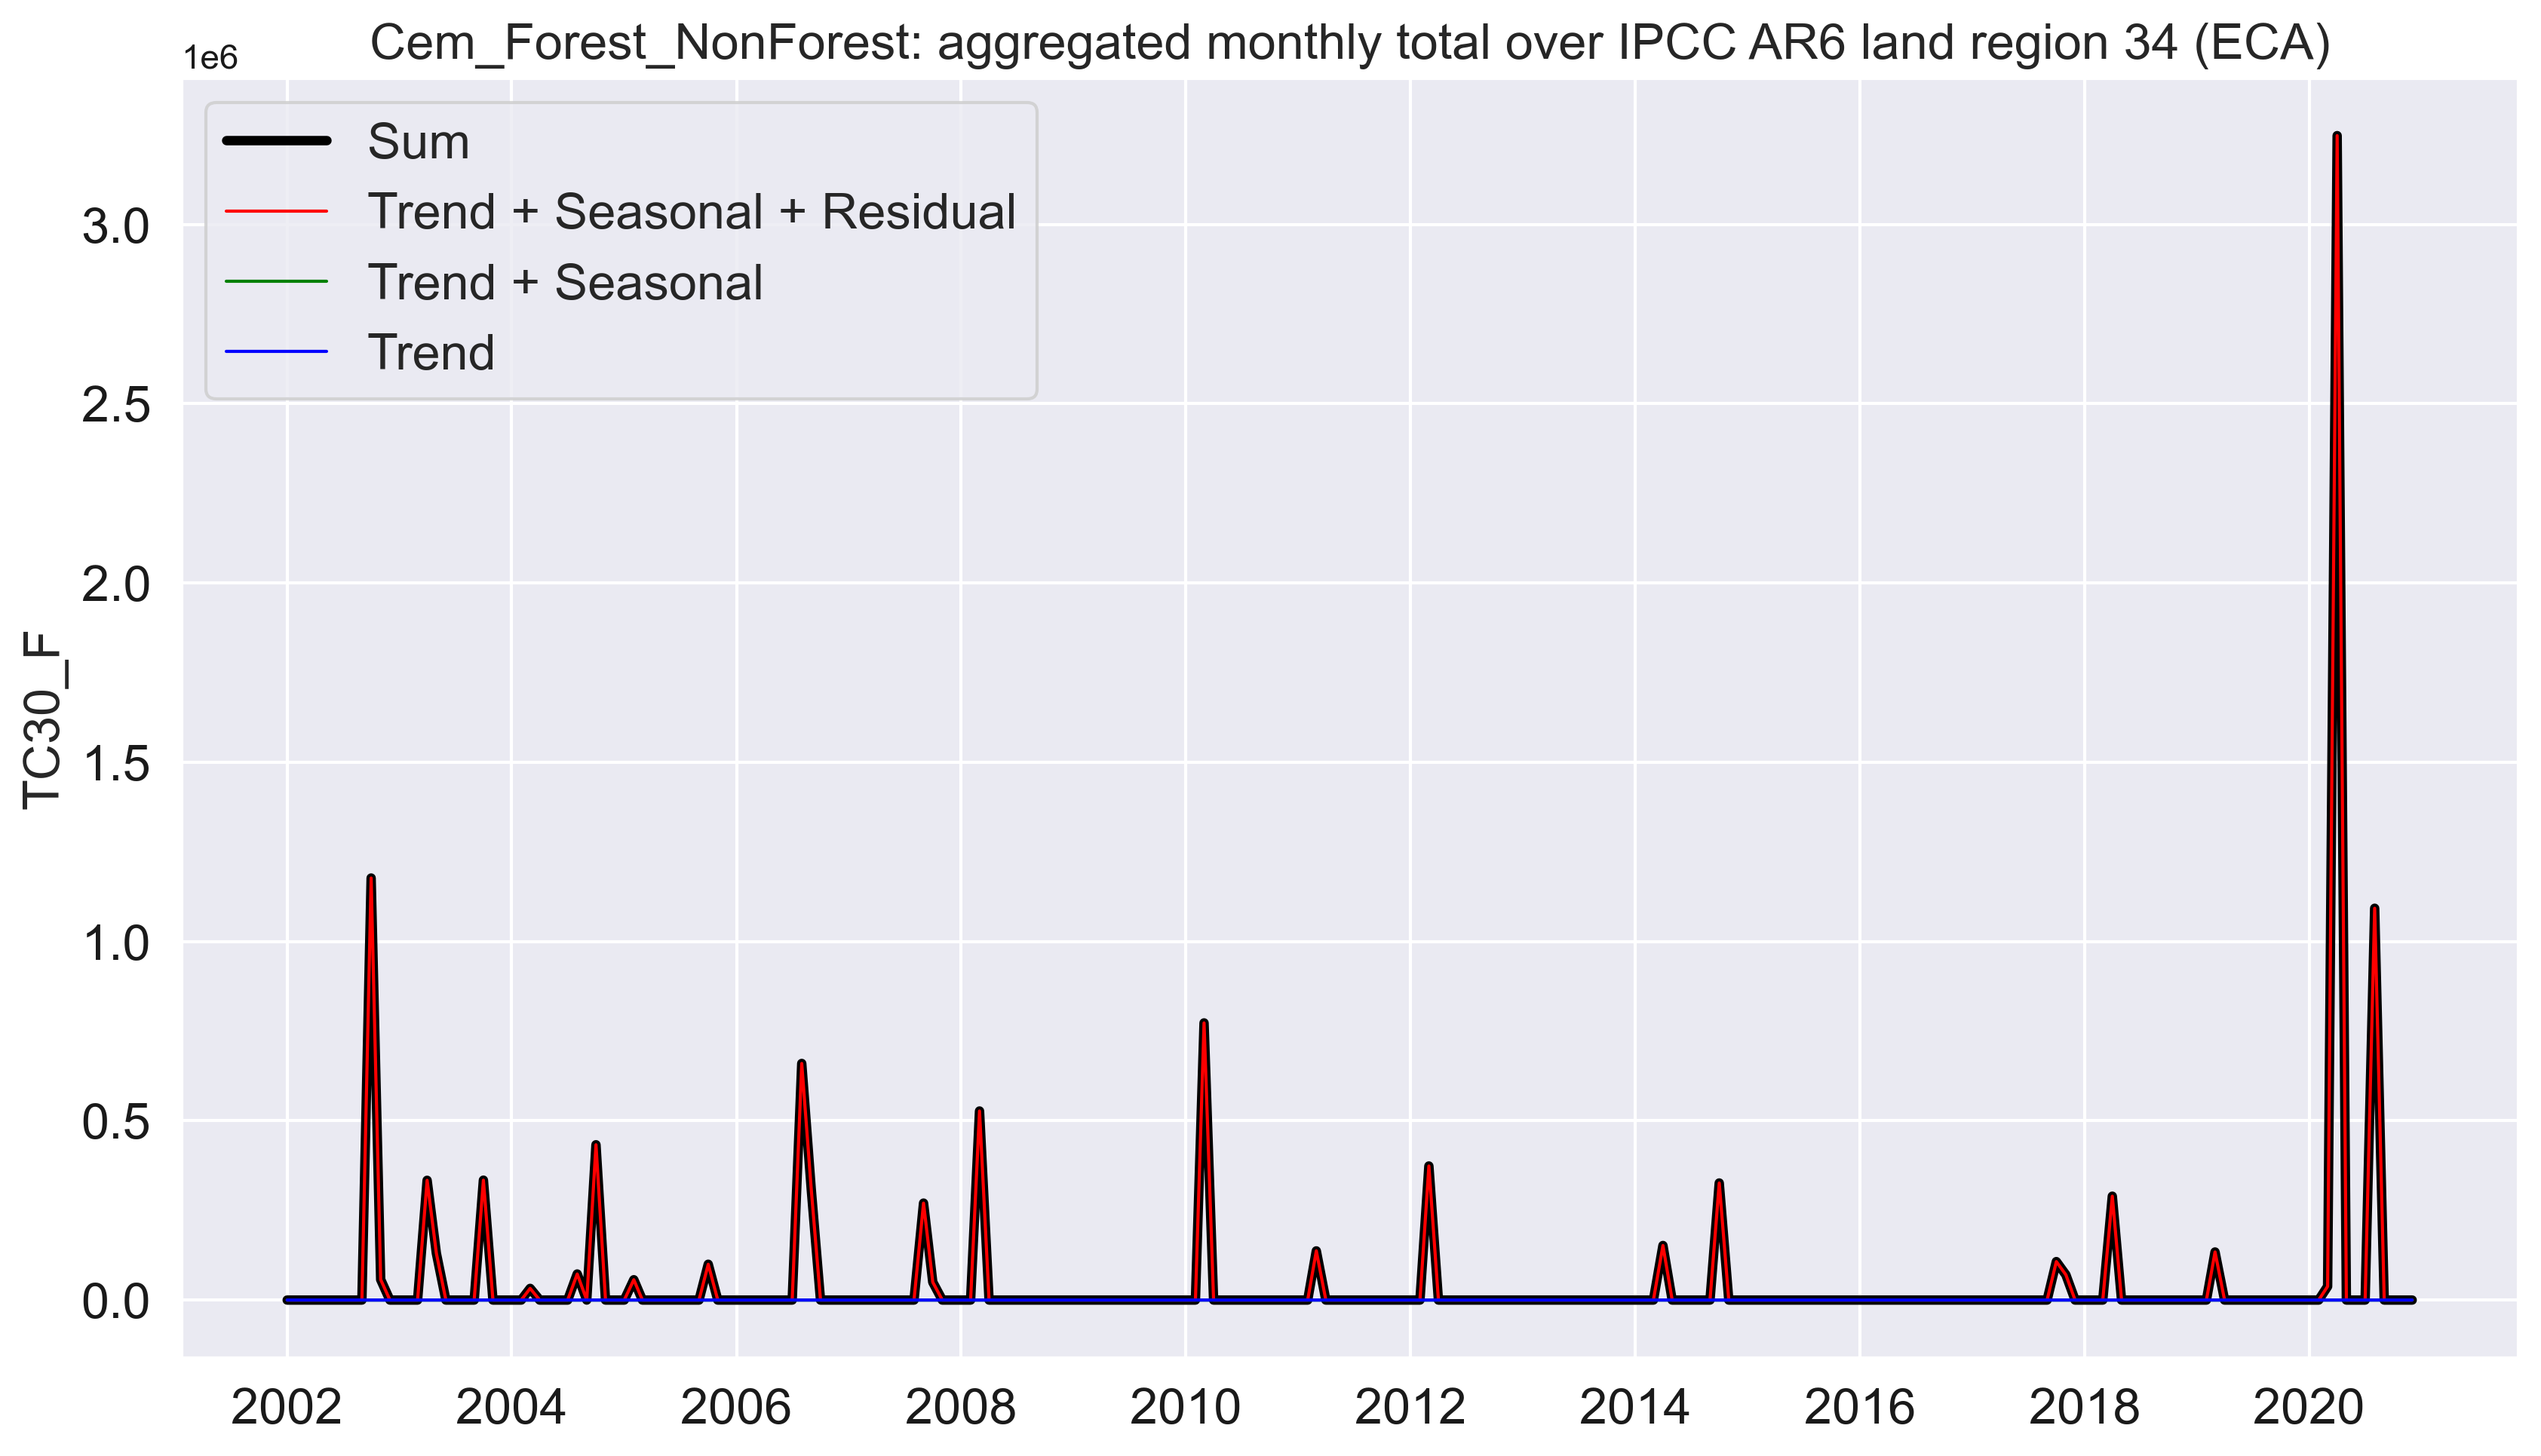 Cem_Forest_NonForest: aggregated monthly total over IPCC AR6 land region 34 (ECA)
1e6
Sum
Trend + Seasonal + Residual
Trend + Seasonal
Trend
TC30_F
3.0
2.5
2.0
1.5
1.0
0.5
0.0
2002 2004 2006 2008 2010 2012 2014 2016 2018 2020